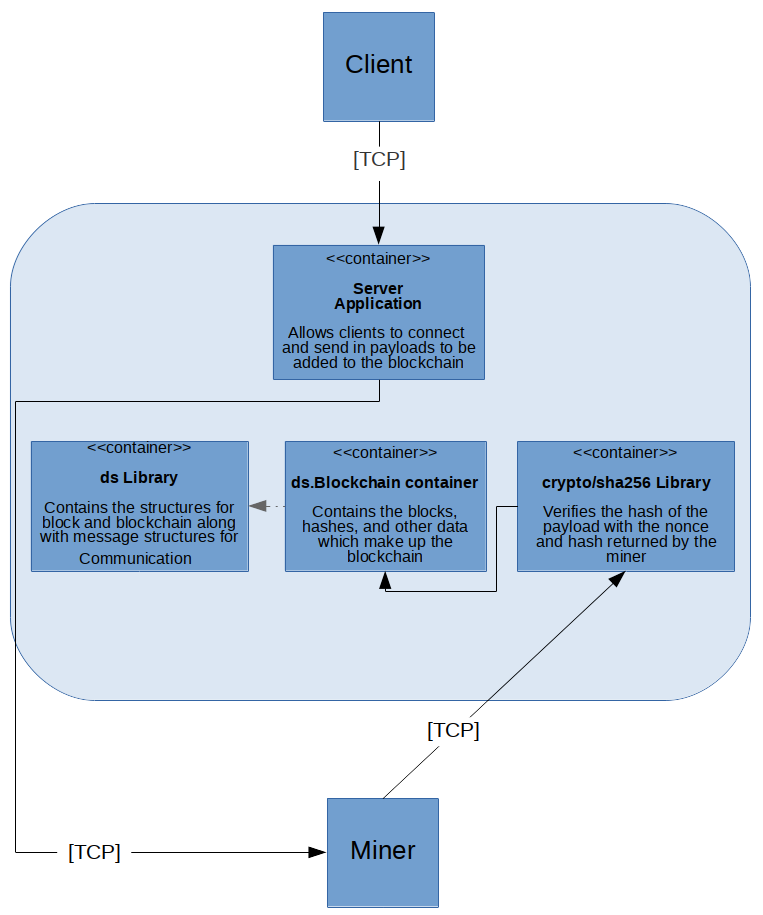 Client
[TCP]
<<container>>
Server
Application
Allows clients to connect
and send in payloads to be
added to the blockchain
<<container>>
ds Library
Contains the structures for
block and blockchain along
with message structures for
Communication
<<container>>
ds.Blockchain container
Contains the blocks,
hashes, and other data
which make up the
blockchain
<<container>>
crypto/sha256 Library
Verifies the hash of the
payload with the nonce
and hash returned by the
miner
[TCP]
[TCP]
Miner